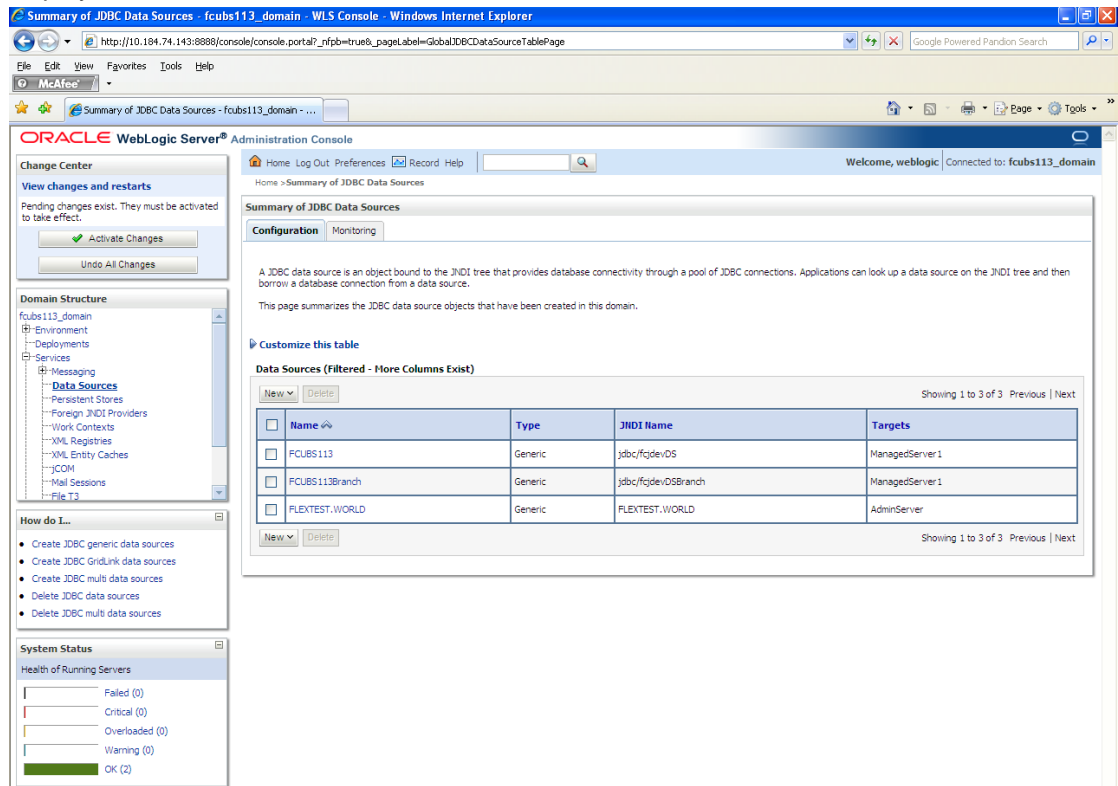 Summary of JDBC Data Sources - fcubs113_domain - WLS Console - Windows Internet Explorer
http://10.184.74.143:8888/console/console.portal?_nfpb=true&_pageLabel=GlobalJDBCDataSourceTablePage
Google Powered Pandion Search
File Edit View Favorites Tools Help
McAfee
Summary of JDBC Data Sources - fcubs113_domain - ...
Page Tools
ORACLE WebLogic Server® Administration Console
Change Center
View changes and restarts
Pending changes exist. They must be activated
to take effect.
Activate Changes
Undo All Changes
Domain Structure
fcubs113_domain
Environment
Deployments
Services
Messaging
Data Sources
Persistent Stores
Foreign JNDI Providers
Work Contexts
XML Registries
XML Entity Caches
jCOM
Mail Sessions
File T3
How do I...
Create JDBC generic data sources
Create JDBC GridLink data sources
Create JDBC multi data sources
Delete JDBC data sources
Delete JDBC multi data sources
System Status
Health of Running Servers
Failed (0)
Critical (0)
Overloaded (0)
Warning (0)
OK (2)
Home Log Out Preferences Record Help
Welcome, weblogic Connected to: fcubs113_domain
Home >Summary of JDBC Data Sources
Summary of JDBC Data Sources
Configuration Monitoring
A JDBC data source is an object bound to the JNDI tree that provides database connectivity through a pool of JDBC connections. Applications can look up a data source on the JNDI tree and then
borrow a database connection from a data source.
This page summarizes the JDBC data source objects that have been created in this domain.
Customize this table
Data Sources (Filtered - More Columns Exist)
New Delete Showing 1 to 3 of 3 Previous | Next
Name Type JNDI Name Targets
FCUBS113 Generic jdbc/fcjdevDS ManagedServer1
FCUBS113Branch Generic jdbc/fcjdevDSBranch ManagedServer1
FLEXTEST.WORLD Generic FLEXTEST.WORLD AdminServer
New Delete Showing 1 to 3 of 3 Previous | Next